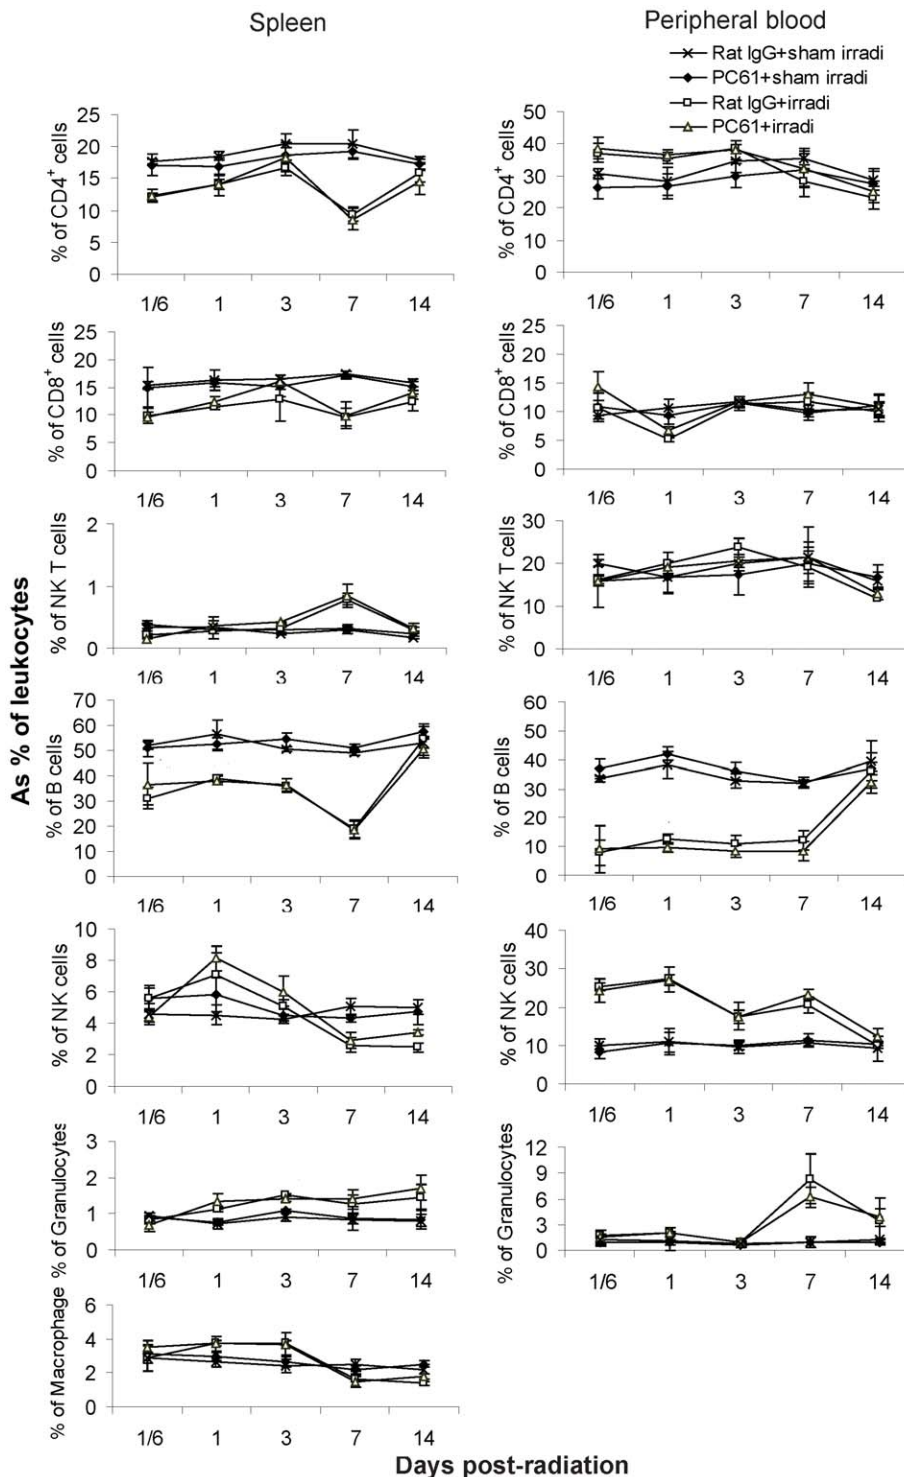 Spleen
Peripheral blood
Rat IgG+sham irradi
PC61+sham irradi
Rat IgG+irradi
PC61+irradi
As % of leukocytes
% of CD4+ cells
25
20
15
10
5
0
1/6 1 3 7 14
% of CD4+ cells
50
40
30
20
10
0
1/6 1 3 7 14
% of CD8+ cells
25
20
15
10
5
0
1/6 1 3 7 14
% of CD8+ cells
25
20
15
10
5
0
1/6 1 3 7 14
% of NK T cells
2
1
0
1/6 1 3 7 14
% of NK T cells
30
20
10
0
1/6 1 3 7 14
% of B cells
70
60
50
40
30
20
10
0
1/6 1 3 7 14
% of B cells
60
50
40
30
20
10
0
1/6 1 3 7 14
% of NK cells
10
8
6
4
2
0
1/6 1 3 7 14
% of NK cells
40
30
20
10
0
1/6 1 3 7 14
% of Granulocytes
3
2
1
0
1/6 1 3 7 14
% of Granulocytes
12
9
6
3
0
1/6 1 3 7 14
% of Macrophage
6
4
2
0
1/6 1 3 7 14
Days post-radiation